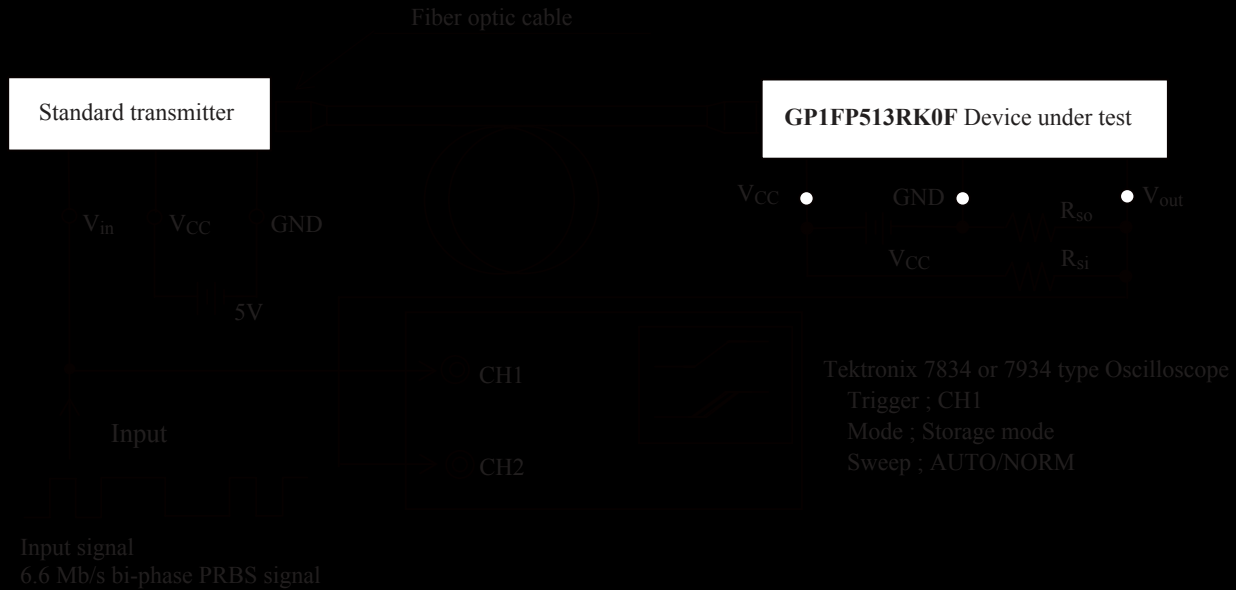 Fiber optic cable
Standard transmitter
GP1FP513RK0F Device under test
Vin
VCC
GND
5V
VCC
GND
Vout
Rso
VCC
Rsi
CH1
CH2
Input
Tektronix 7834 or 7934 type Oscilloscope
Trigger ; CH1
Mode ; Storage mode
Sweep ; AUTO/NORM
Input signal
6.6 Mb/s bi-phase PRBS signal